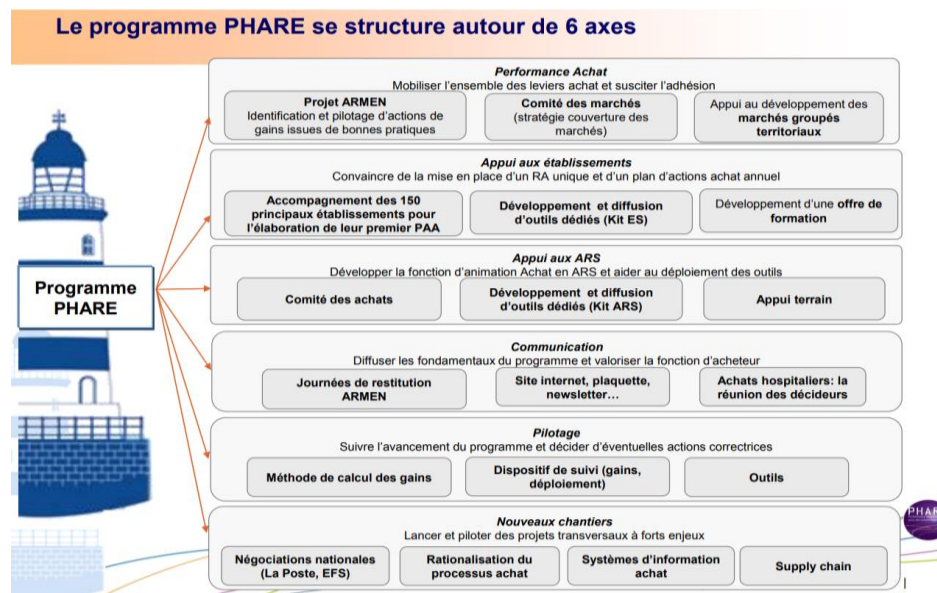 Le programme PHARE se structure autour de 6 axes
Programme
PHARE
Performance Achat
Mobiliser l'ensemble des leviers achat et susciter l'adhésion
Projet ARMEN
Identification et pilotage d'actions de
gains issues de bonnes pratiques
Comité des marchés
(stratégie couverture des
marchés)
Appui au développement des
marchés groupés
territoriaux
Appui aux établissements
Convaincre de la mise en place d'un RA unique et d'un plan d'actions achat annuel
Accompagnement des 150
principaux établissements pour
l'élaboration de leur premier PAA
Développement et diffusion
d'outils dédiés (Kit ES)
Développement d'une offre de
formation
Appui aux ARS
Développer la fonction d'animation Achat en ARS et aider au déploiement des outils
Comité des achats
Développement et diffusion
d'outils dédiés (Kit ARS)
Appui terrain
Communication
Diffuser les fondamentaux du programme et valoriser la fonction d'acheteur
Journées de restitution
ARMEN
Site internet, plaquette,
newsletter…
Achats hospitaliers: la
réunion des décideurs
Pilotage
Suivre l'avancement du programme et décider d'éventuelles actions correctrices
Méthode de calcul des gains
Dispositif de suivi (gains,
déploiement)
Outils
Nouveaux chantiers
Lancer et piloter des projets transversaux à forts enjeux
Négociations nationales
(La Poste, EFS)
Rationalisation du
processus achat
Systèmes d'information
achat
Supply chain